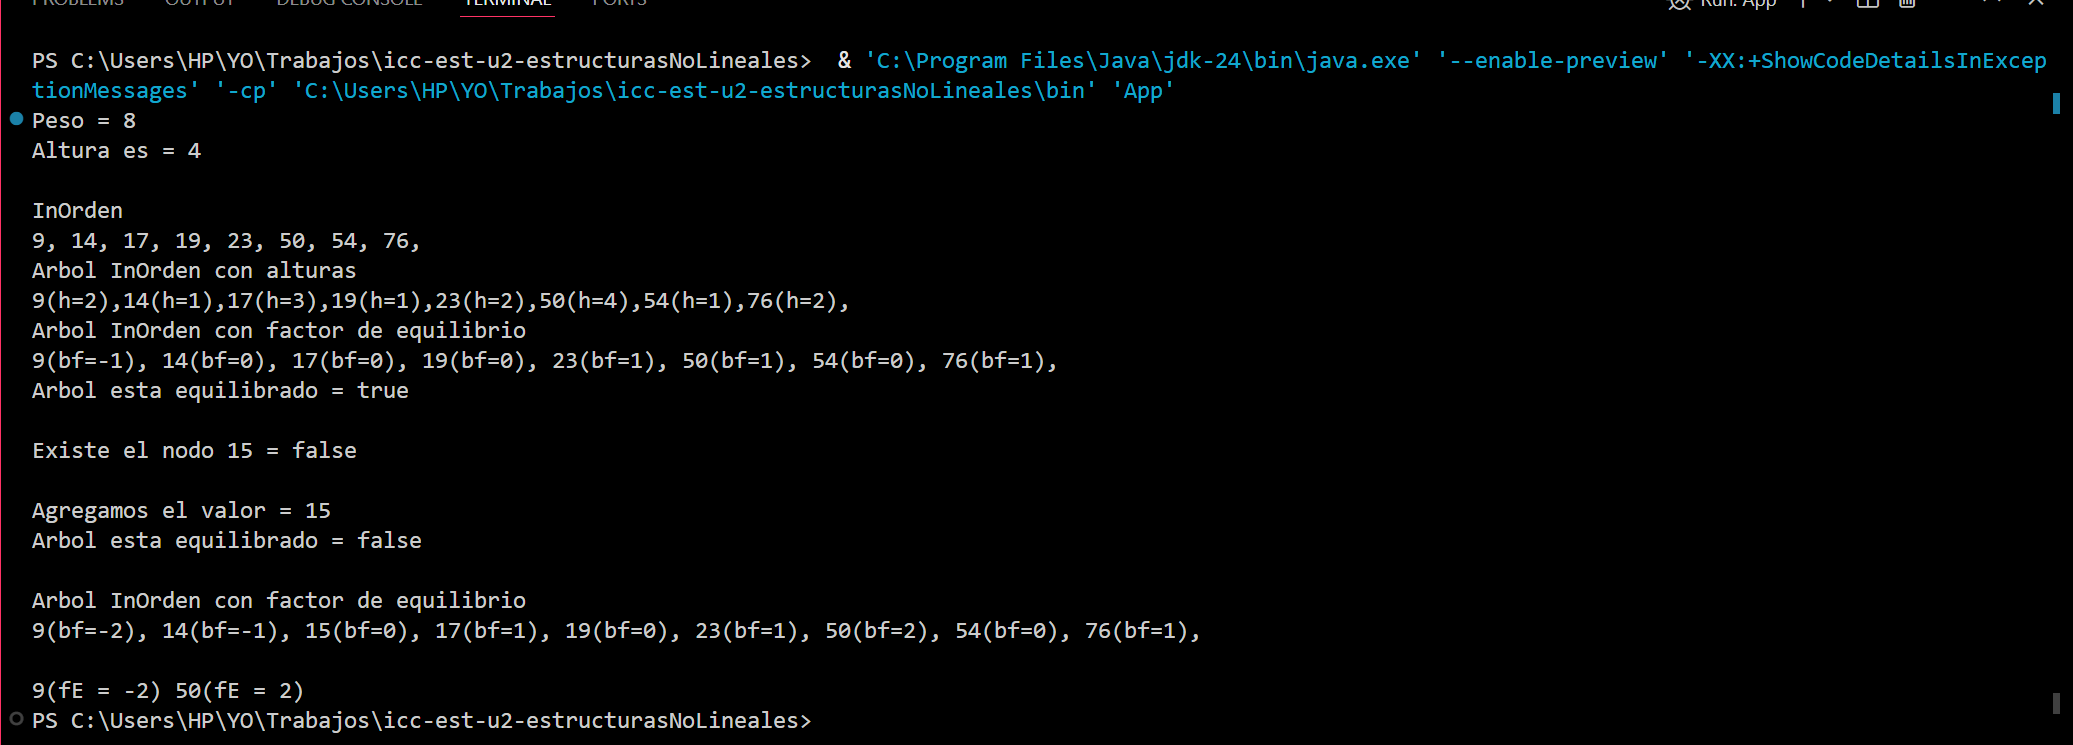 PROBLEMS OUTPUT DEBUG CONSOLE TERMINAL PORTS Run: App
PS C:\Users\HP\YO\Trabajos\icc-est-u2-estructurasNoLineales>  & 'C:\Program Files\Java\jdk-24\bin\java.exe' '--enable-preview' '-XX:+ShowCodeDetailsInExcep
tionMessages' '-cp' 'C:\Users\HP\YO\Trabajos\icc-est-u2-estructurasNoLineales\bin' 'App'
Peso = 8
Altura es = 4
InOrden
9, 14, 17, 19, 23, 50, 54, 76,
Arbol InOrden con alturas
9(h=2),14(h=1),17(h=3),19(h=1),23(h=2),50(h=4),54(h=1),76(h=2),
Arbol InOrden con factor de equilibrio
9(bf=-1), 14(bf=0), 17(bf=0), 19(bf=0), 23(bf=1), 50(bf=1), 54(bf=0), 76(bf=1),
Arbol esta equilibrado = true
Existe el nodo 15 = false
Agregamos el valor = 15
Arbol esta equilibrado = false
Arbol InOrden con factor de equilibrio
9(bf=-2), 14(bf=-1), 15(bf=0), 17(bf=1), 19(bf=0), 23(bf=1), 50(bf=2), 54(bf=0), 76(bf=1),
9(fE = -2) 50(fE = 2)
PS C:\Users\HP\YO\Trabajos\icc-est-u2-estructurasNoLineales>